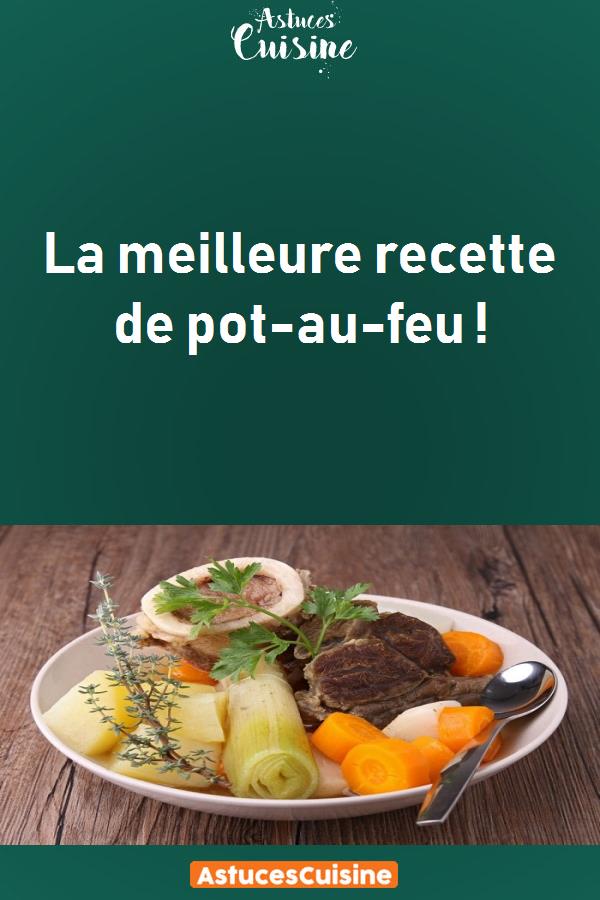 Astuces
Cuisine
La meilleure recette
de pot-au-feu !
AstucesCuisine